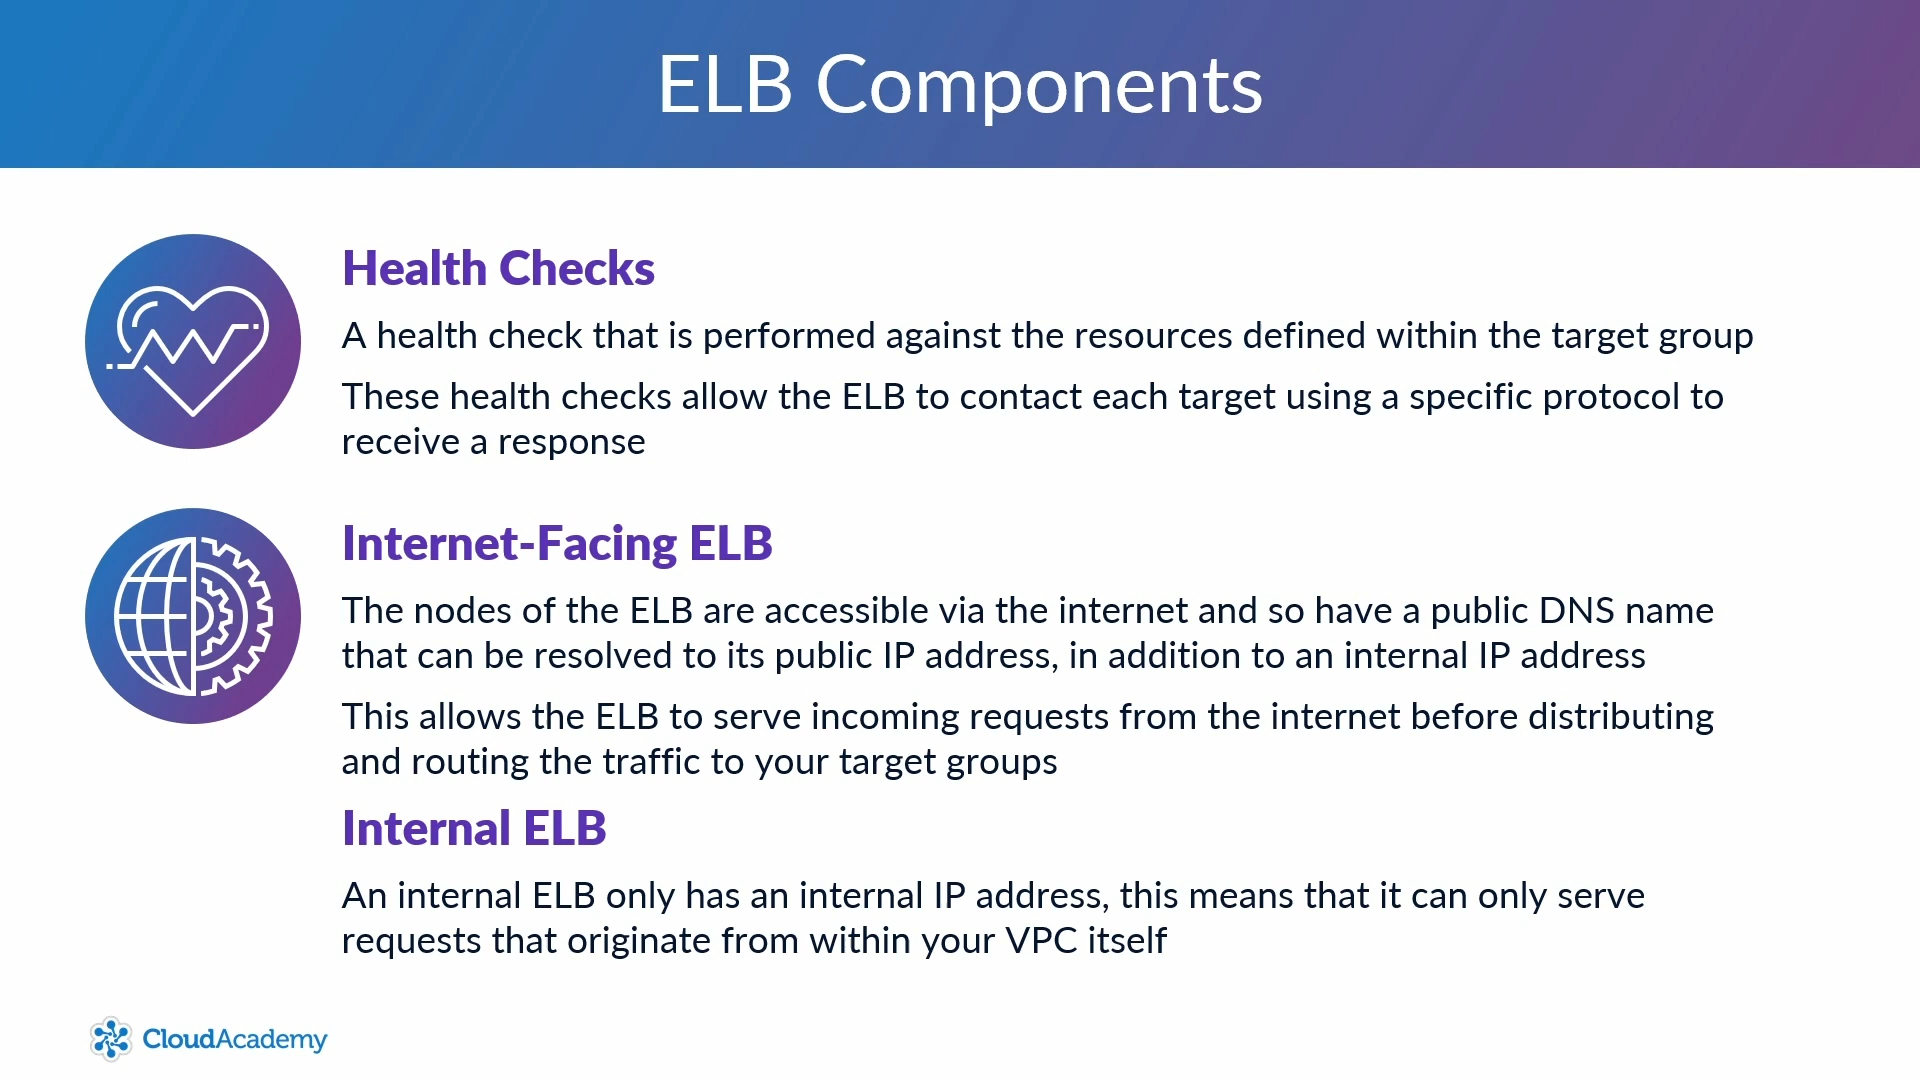 ELB Components
Health Checks
A health check that is performed against the resources defined within the target group
These health checks allow the ELB to contact each target using a specific protocol to
receive a response
Internet-Facing ELB
The nodes of the ELB are accessible via the internet and so have a public DNS name
that can be resolved to its public IP address, in addition to an internal IP address
This allows the ELB to serve incoming requests from the internet before distributing
and routing the traffic to your target groups
Internal ELB
An internal ELB only has an internal IP address, this means that it can only serve
requests that originate from within your VPC itself
CloudAcademy